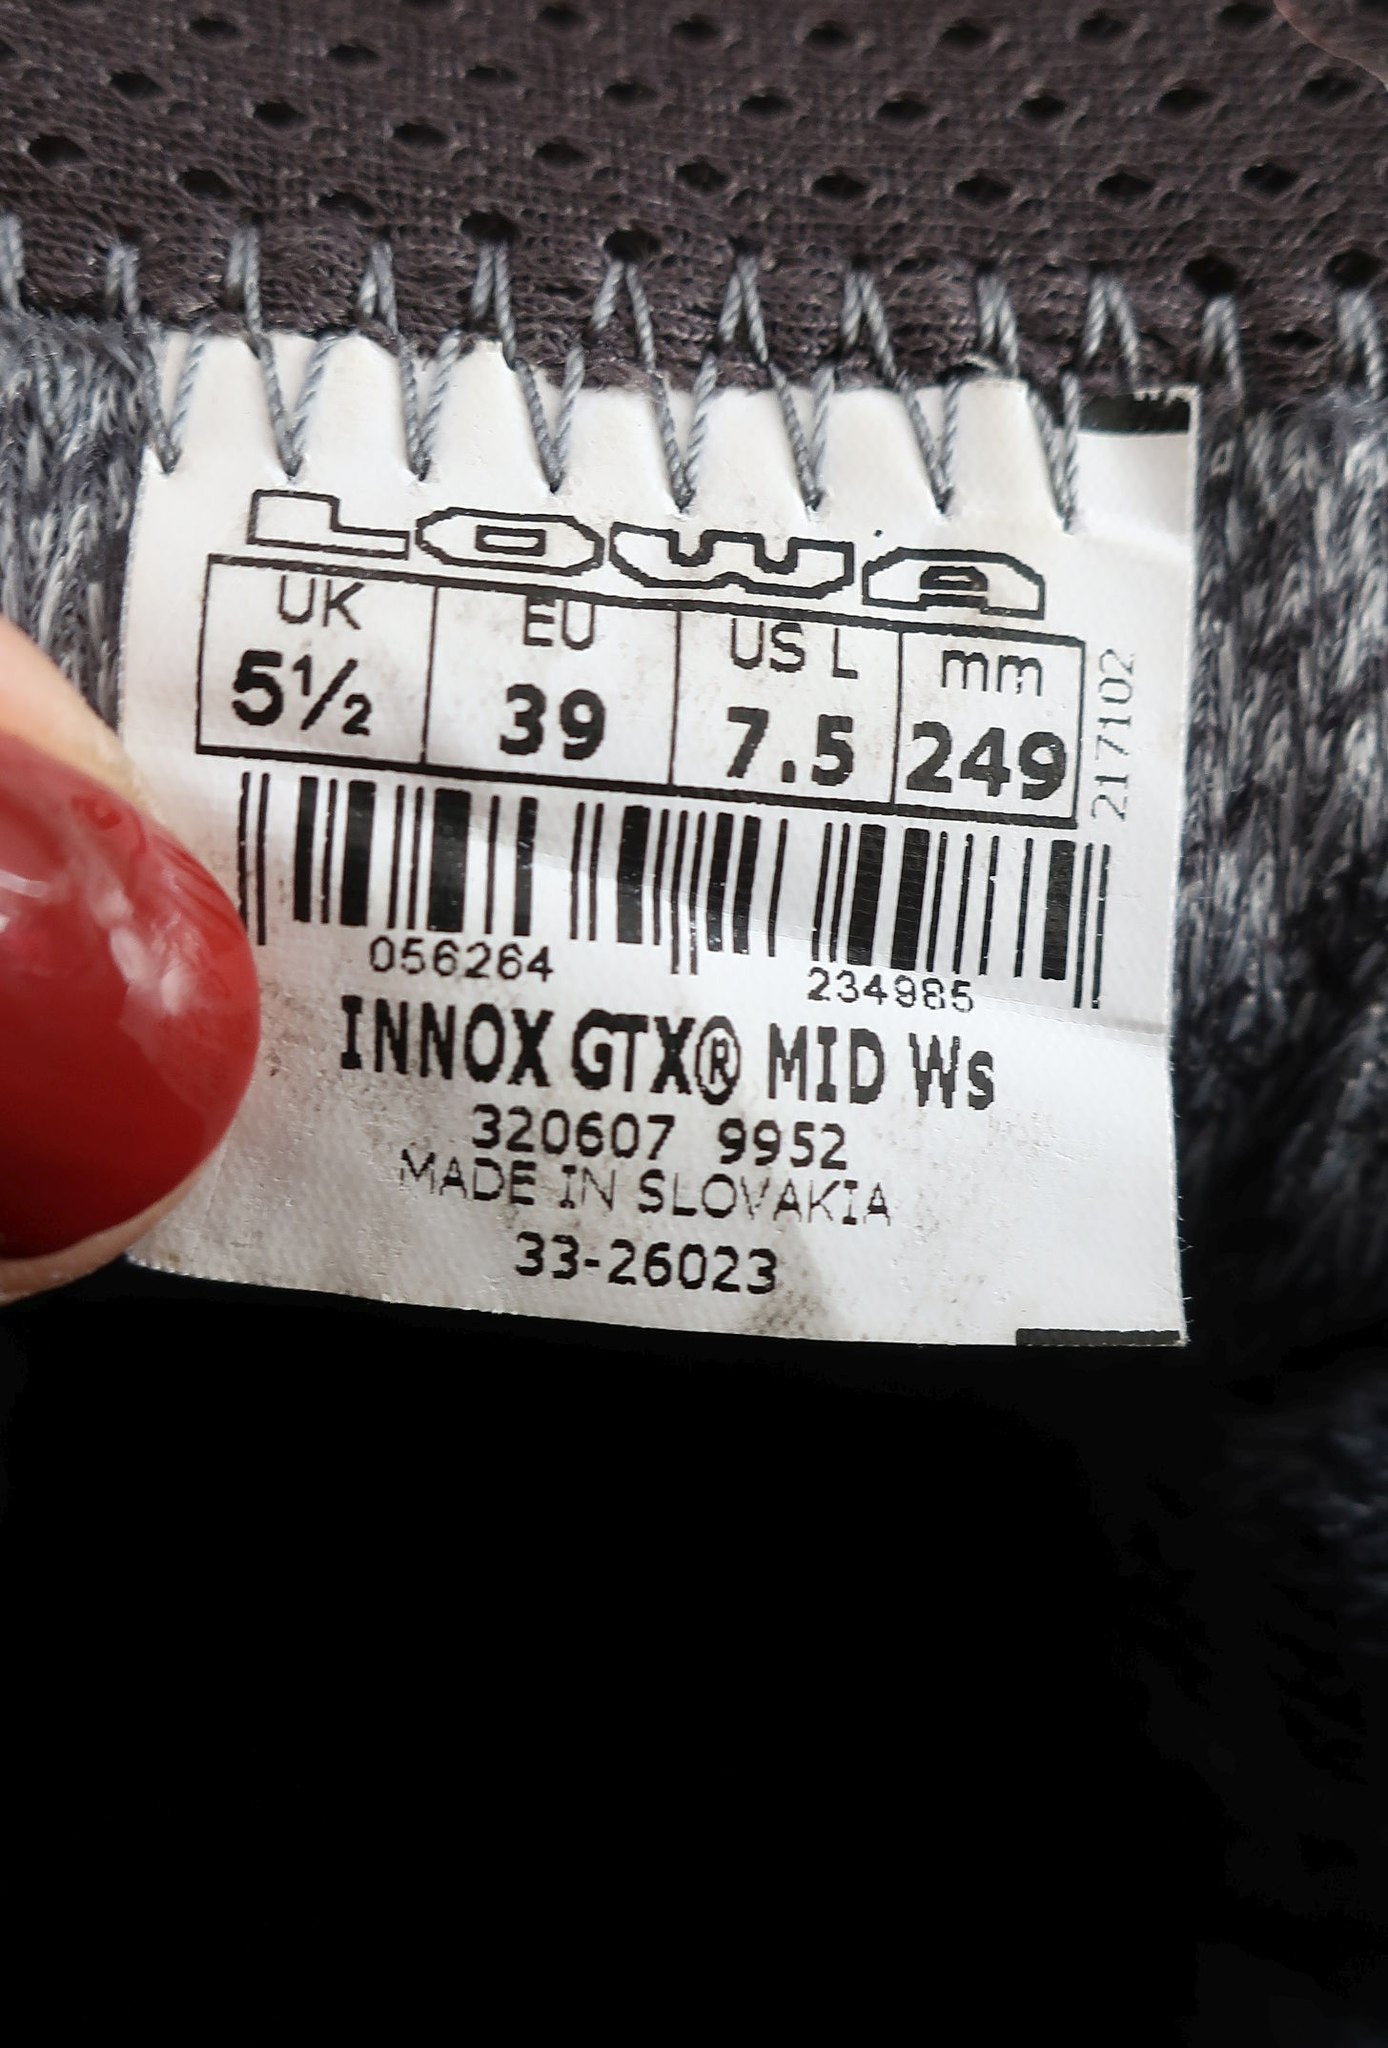 LOWA
UK EU US L mm
5½ 39 7.5 249
217102
056264 234985
INNOX GTX® MID Ws
320607 9952
MADE IN SLOVAKIA
33-26023